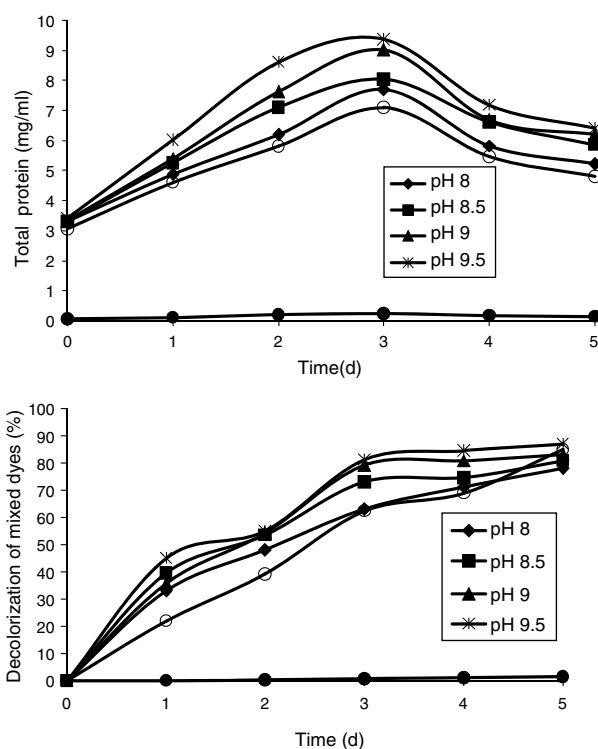 10
9
8
7
6
5
4
3
2
1
0
Total protein (mg/ml)
pH 8
pH 8.5
pH 9
pH 9.5
0 1 2 3 4 5
Time(d)
100
90
80
70
60
50
40
30
20
10
0
Decolorization of mixed dyes (%)
pH 8
pH 8.5
pH 9
pH 9.5
0 1 2 3 4 5
Time (d)